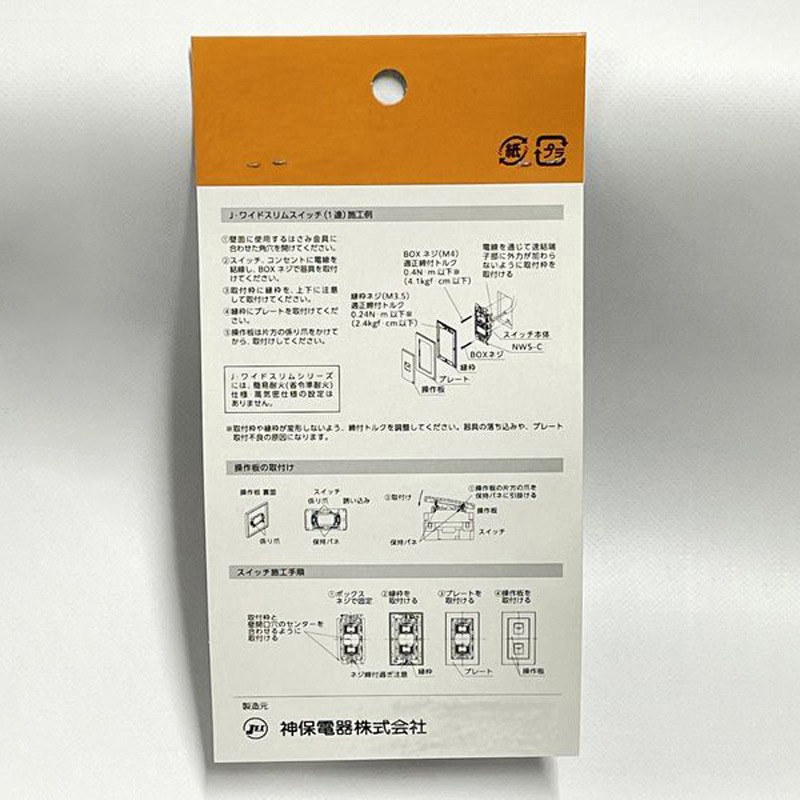 紙 プラ
J・ワイドスリムスイッチ(1連)施工例
①壁面に使用するはさみ金具に
合わせた角穴を開けてください。
②スイッチ、コンセントに電線を
結線し、BOXネジで器具を取付
けてください。
③取付枠に縁枠を、上下に注意
して取付けてください。
④縁枠にプレートを取付けてくだ
さい。
⑤操作板は片方の係り爪をかけて
から、取付けしてください。
BOXネジ(M4)
適正締付トルク
0.4N·m以下※
(4.1kgf·cm以下)
電線を通じて速結端
子部に外力が加わら
ないように取付枠を
取付ける
縁枠ネジ(M3.5)
適正締付トルク
0.24N·m以下※
(2.4kgf·cm以下)
スイッチ本体
NWS-C
BOXネジ
縁枠
プレート
操作板
J・ワイドスリムシリーズ
には、簡易耐火(省令準耐火)
仕様・高気密仕様の設定は
ありません。
※取付枠や縁枠が変形しないよう、締付トルクを調整してください。器具の落ち込みや、プレート
取付不良の原因になります。
操作板の取付け
操作板 裏面
係り爪
スイッチ
係り爪 誘い込み
保持バネ
②取付け
①操作板の片方の爪を
保持バネに引掛ける
操作板
スイッチ
保持バネ
スイッチ施工手順
①ボックス
ネジで固定
②縁枠を
取付ける
③プレートを
取付ける
④操作板を
取付ける
取付枠と
壁開口穴のセンターを
合わせるように
取付ける
ネジ締付過ぎ注意
縁枠
プレート
操作板
製造元
神保電器株式会社